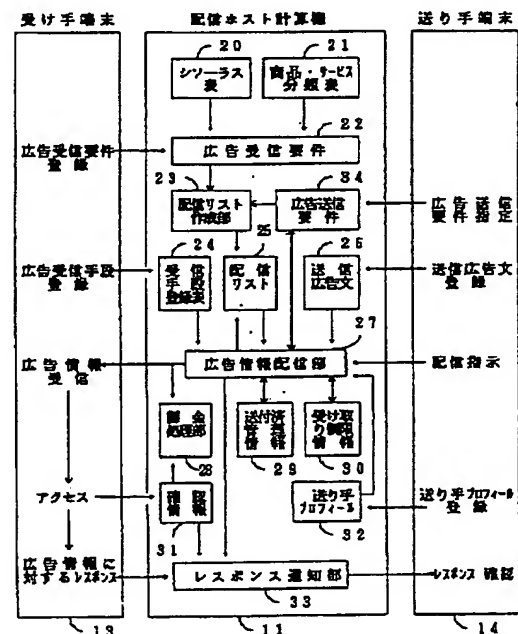 受け手端末
配信ホスト計算機
送り手端末
20
21
シソーラス
表
商品・サービス
分類表
22
広告受信要件
広告受信要件
登録
23
34
配信リスト
作成部
広告送信
要件
広告送信
要件指定
24
25
26
広告受信手段
登録
受信
手段
登録表
配信
リスト
送信
広告文
送信広告文
登録
27
広告情報
受信
広告情報配信部
配信指示
課金
処理部
送付済
管理
情報
受け取
り制限
情報
28
29
30
アクセス
確認
情報
送り手
プロフィール
送り手プロフィール
登録
31
32
広告情報に
対するレスポンス
レスポンス通知部
レスポンス確認
33
13
11
14